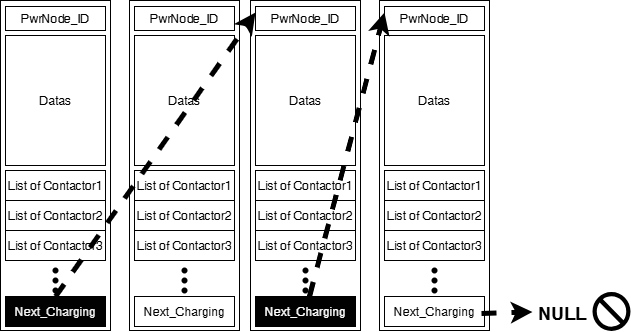 PwrNode_ID
Datas
List of Contactor1
List of Contactor2
List of Contactor3
Next_Charging
PwrNode_ID
Datas
List of Contactor1
List of Contactor2
List of Contactor3
Next_Charging
PwrNode_ID
Datas
List of Contactor1
List of Contactor2
List of Contactor3
Next_Charging
PwrNode_ID
Datas
List of Contactor1
List of Contactor2
List of Contactor3
Next_Charging
NULL